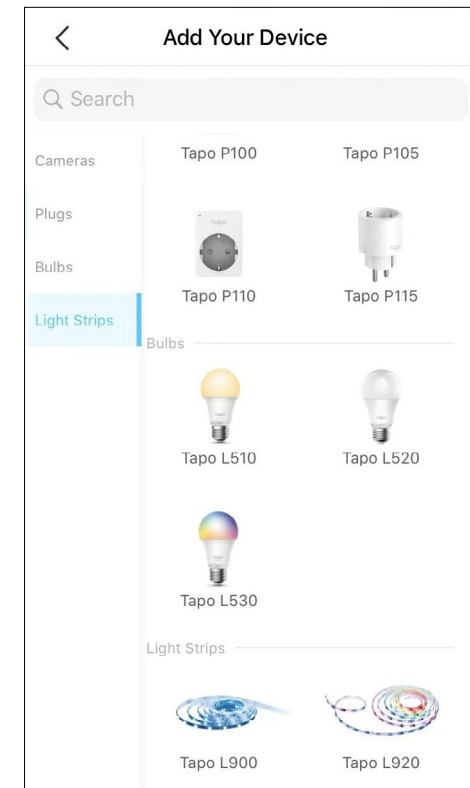 Add Your Device
Search
Cameras
Plugs
Bulbs
Light Strips
Tapo P100 Tapo P105
Tapo P110 Tapo P115
Bulbs
Tapo L510 Tapo L520
Tapo L530
Light Strips
Tapo L900 Tapo L920